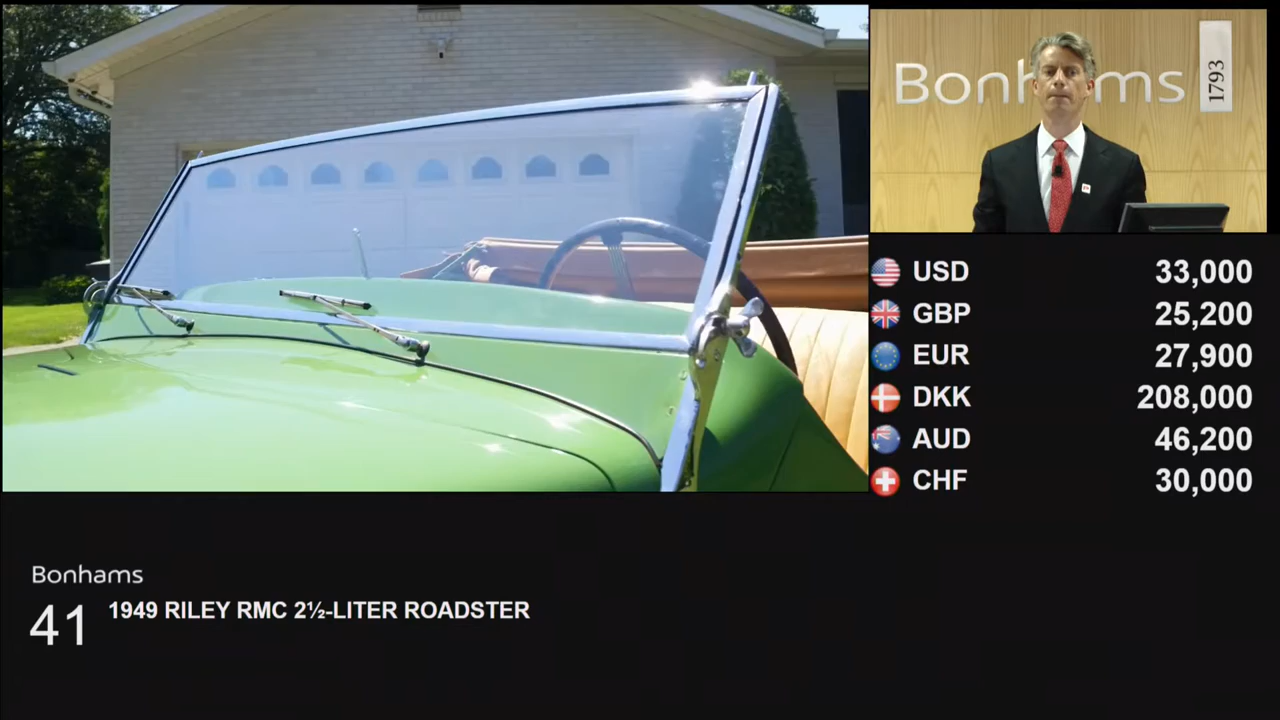 Bonhams
1793
USD 33,000
GBP 25,200
EUR 27,900
DKK 208,000
AUD 46,200
CHF 30,000
Bonhams
41 1949 RILEY RMC 2½-LITER ROADSTER